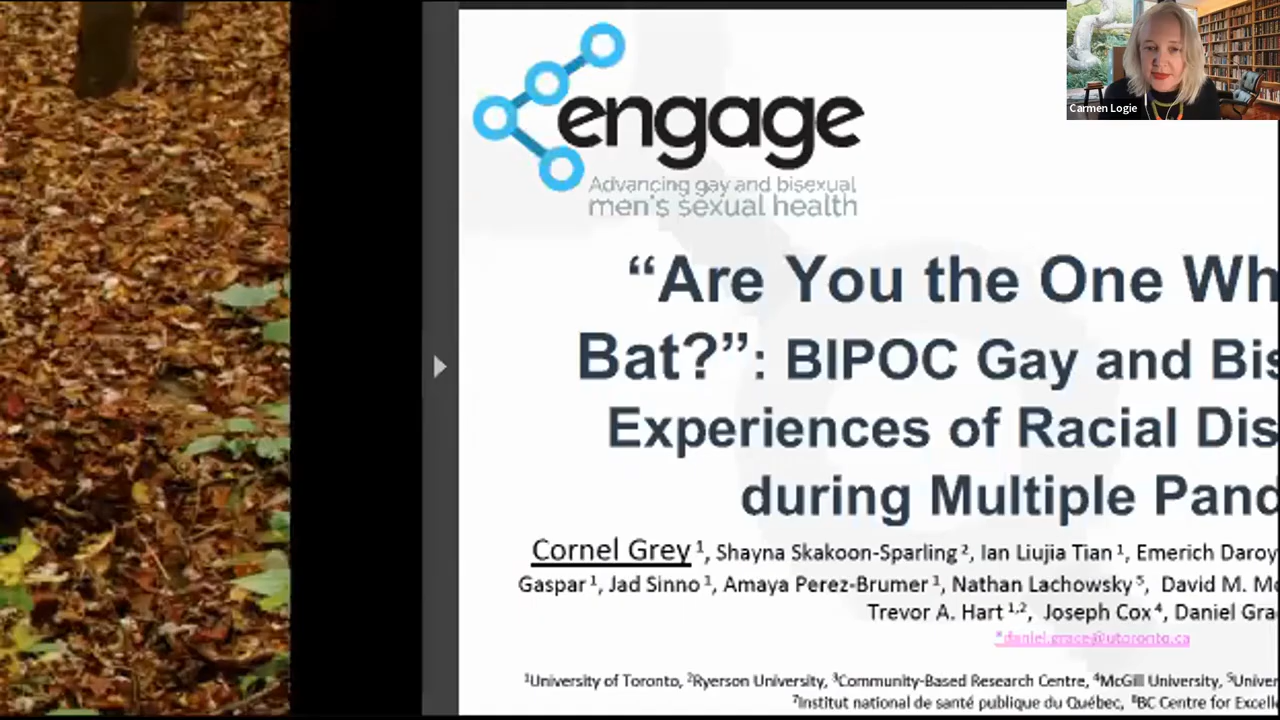 Carmen Logie
engage
Advancing gay and bisexual
men's sexual health
“Are You the One Wh
Bat?”: BIPOC Gay and Bis
Experiences of Racial Dis
during Multiple Pand
Cornel Grey 1, Shayna Skakoon-Sparling 2, Ian Liujia Tian 1, Emerich Daroy
Gaspar 1, Jad Sinno 1, Amaya Perez-Brumer 1, Nathan Lachowsky 5, David M. Mo
Trevor A. Hart 1,2, Joseph Cox 4, Daniel Gra
*daniel.grace@utoronto.ca
1University of Toronto, 2Ryerson University, 3Community-Based Research Centre, 4McGill University, 5Univer
7Institut national de santé publique du Québec, 8BC Centre for Excell